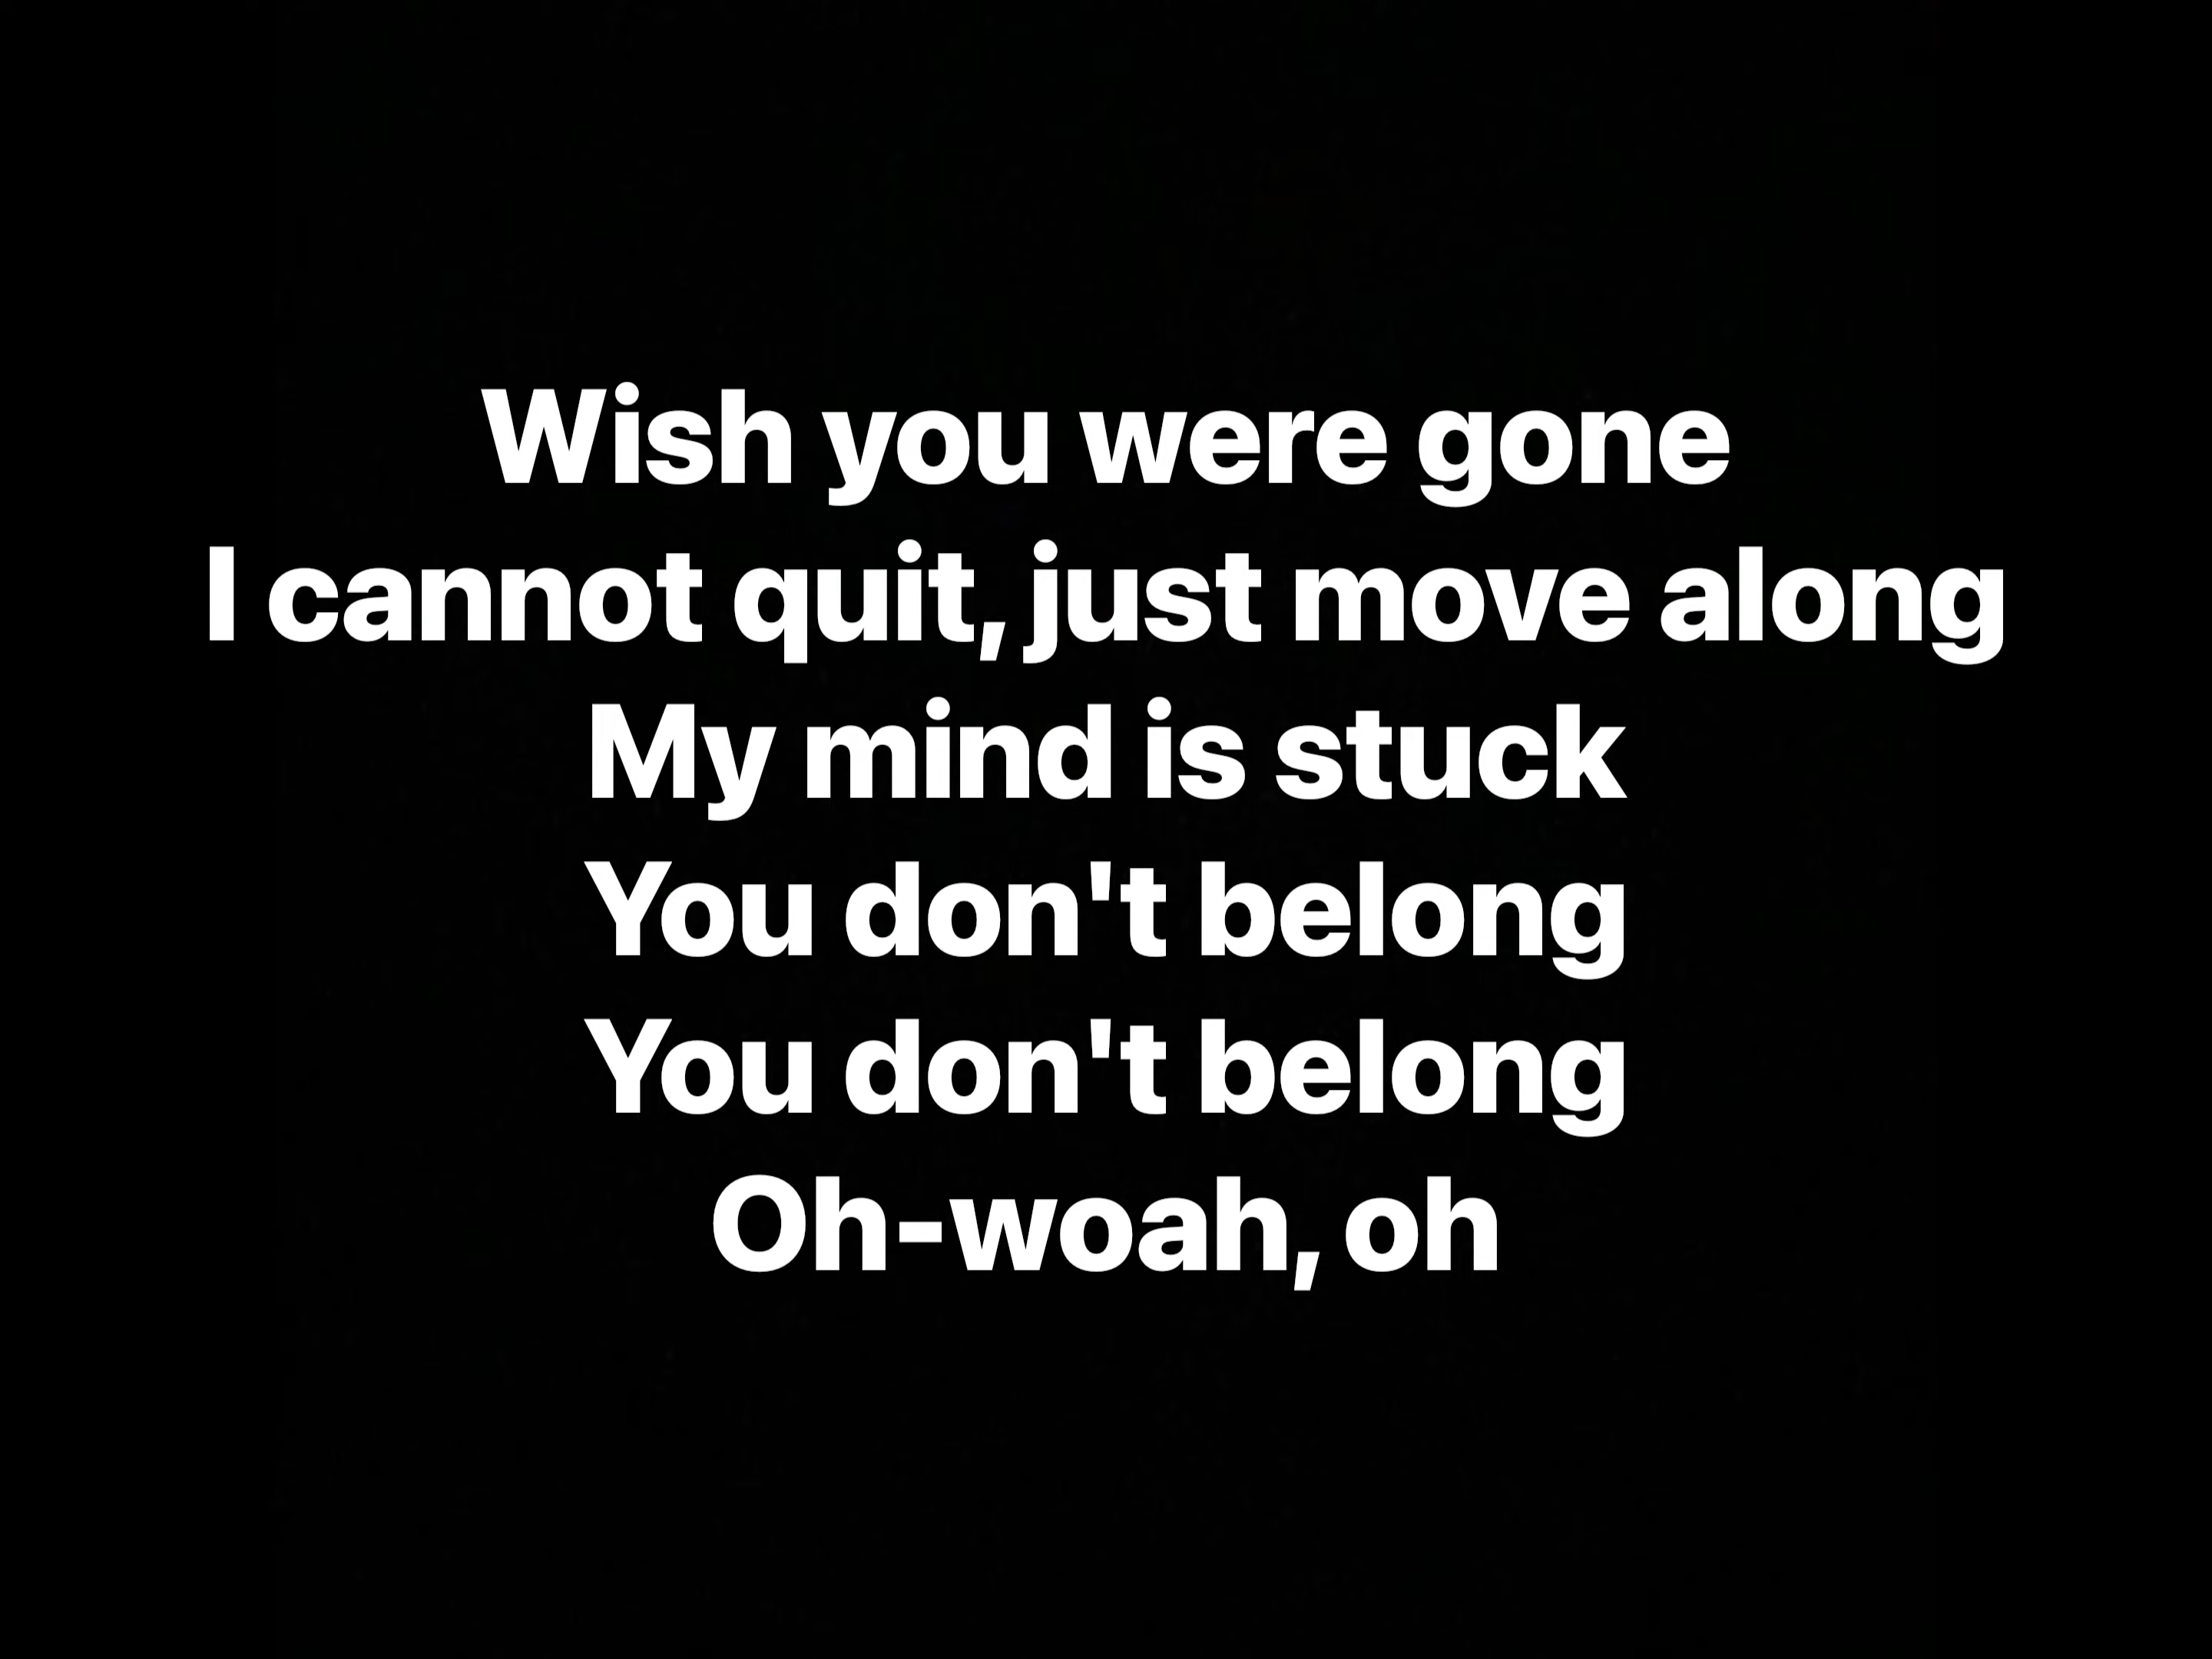 Wish you were gone
I cannot quit, just move along
My mind is stuck
You don't belong
You don't belong
Oh-woah, oh